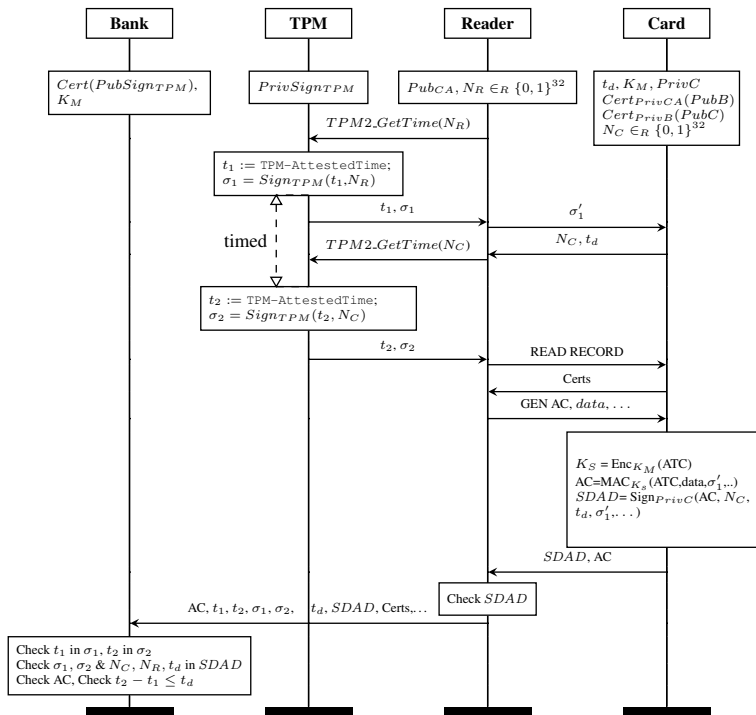 Bank TPM Reader Card
Cert(PubSign_TPM),
K_M
PrivSign_TPM
Pub_CA, N_R ∈_R {0, 1}^32
t_d, K_M, PrivC
Cert_PrivCA(PubB)
Cert_PrivB(PubC)
N_C ∈_R {0, 1}^32
TPM2_GetTime(N_R)
t_1 := TPM-AttestedTime;
σ_1 = Sign_TPM(t_1,N_R)
t_1, σ_1
σ'_1
N_C, t_d
timed
TPM2_GetTime(N_C)
t_2 := TPM-AttestedTime;
σ_2 = Sign_TPM(t_2, N_C)
t_2, σ_2
READ RECORD
Certs
GEN AC, data, . . .
K_S = Enc_{K_M}(ATC)
AC=MAC_{K_s}(ATC,data,σ'_1,..)
SDAD= Sign_PrivC(AC, N_C,
t_d, σ'_1,. . . )
SDAD, AC
Check SDAD
AC, t_1, t_2, σ_1, σ_2, t_d, SDAD, Certs,. . .
Check t_1 in σ_1, t_2 in σ_2
Check σ_1, σ_2 & N_C, N_R, t_d in SDAD
Check AC, Check t_2 − t_1 ≤ t_d